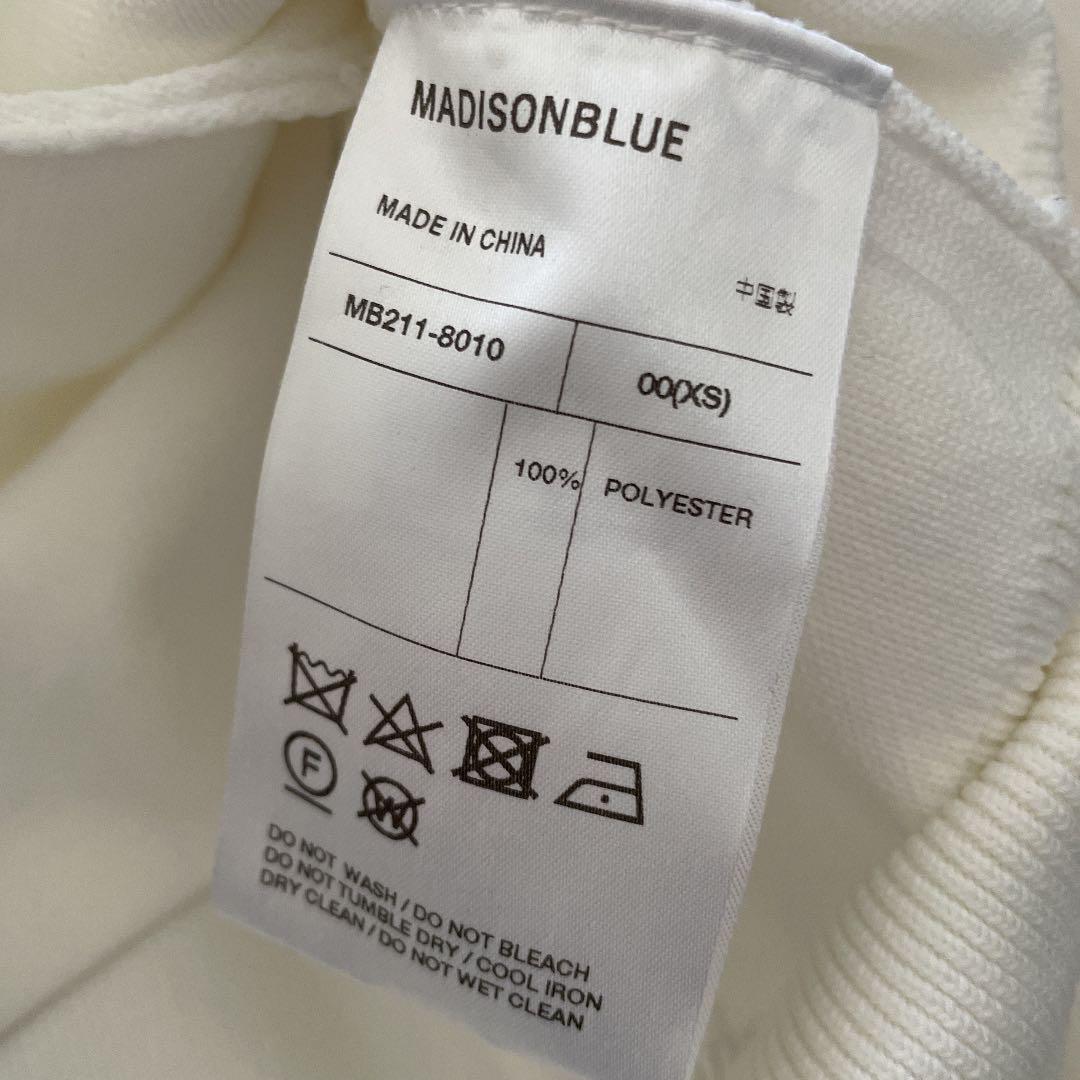 MADISONBLUE
MADE IN CHINA
中国製
MB211-8010
00(XS)
100% POLYESTER
F
W
DO NOT WASH / DO NOT BLEACH
DO NOT TUMBLE DRY / COOL IRON
DRY CLEAN / DO NOT WET CLEAN